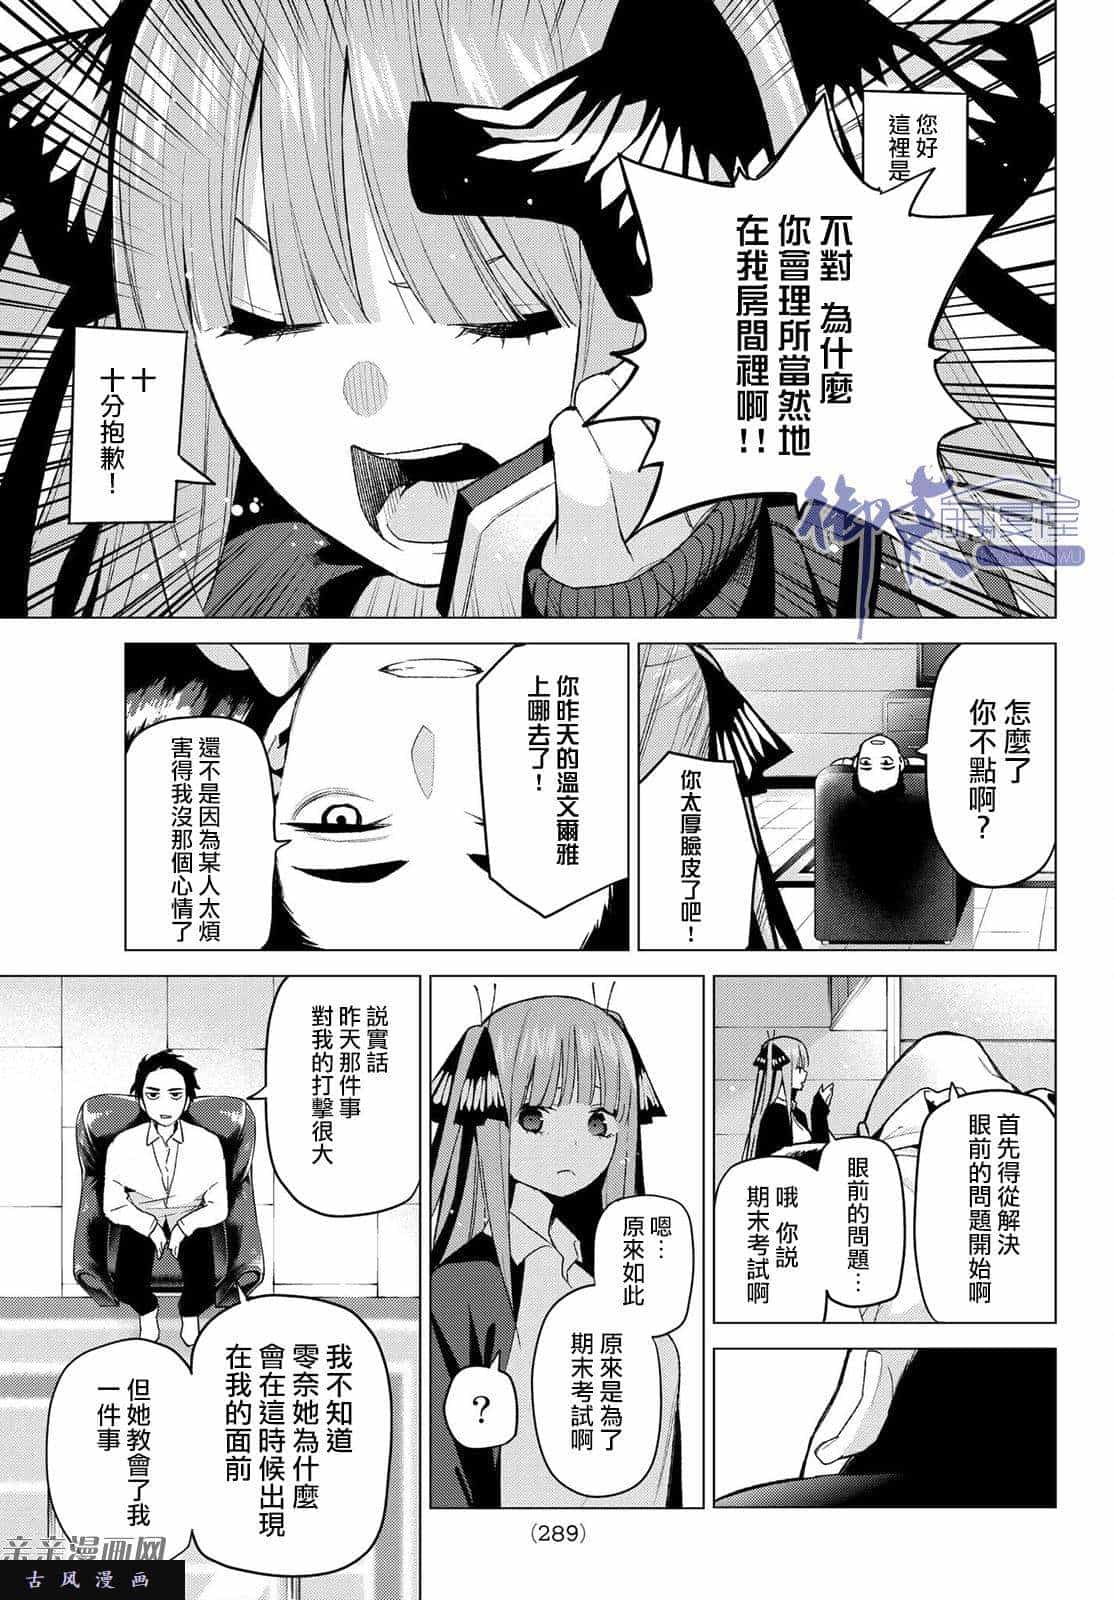 您好
這裡是
不對 為什麼
你會理所當然地
在我房間裡啊!!
十
十分抱歉!
怎麼了
你不點啊?
你太厚臉皮了吧!
你昨天的溫文爾雅
上哪去了!
還不是因為某人太煩
害得我沒那個心情了
首先得從解決
眼前的問題開始啊
眼前的問題…
哦 你說
期末考試啊
嗯…
原來如此
原來是為了
期末考試啊
?
説實話
昨天那件事
對我的打擊很大
我不知道
零奈她為什麼
會在這時候出現
在我的面前
但她教會了我
一件事
(289)
亲亲漫画网
古风漫画